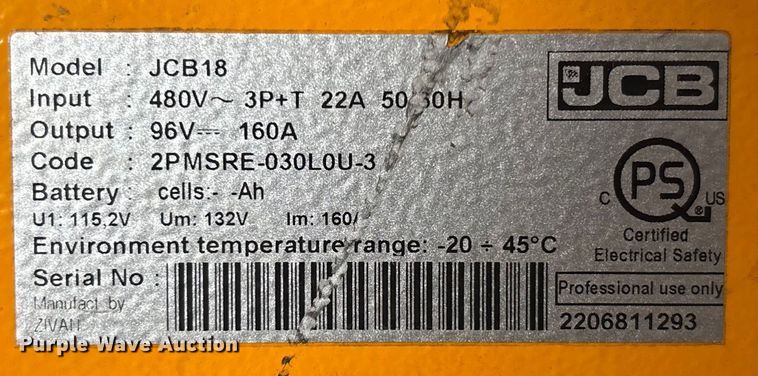 Model : JCB18
Input : 480V~ 3P+T 22A 50 60H
Output : 96V⎓ 160A
Code : 2PMSRE-030L0U-3
Battery : cells:- -Ah
U1: 115.2V Um: 132V Im: 160
Environment temperature range: -20 ÷ 45°C
Serial No :
Manufact by
JCB
C PS US
®
Certified
Electrical Safety
Professional use only
2206811293
Purple Wave Auction